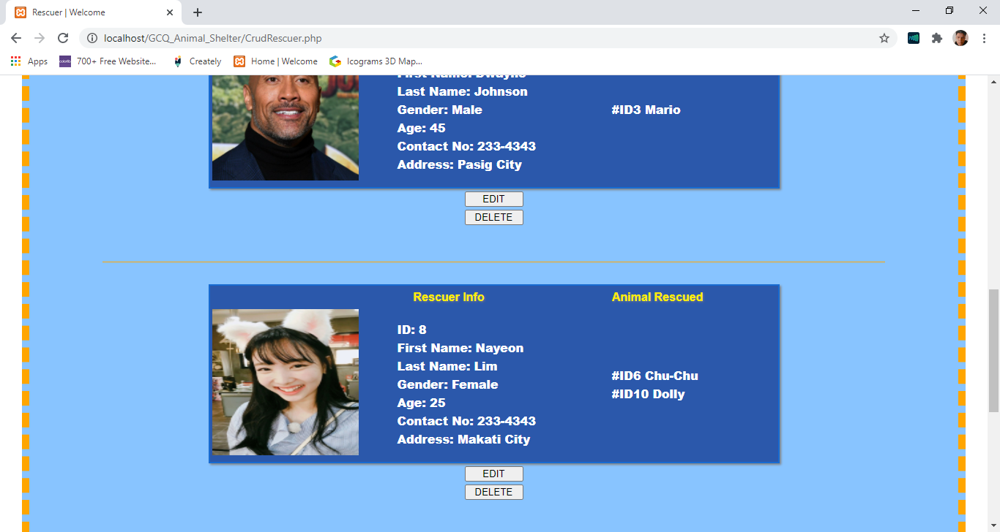 Rescuer | Welcome
localhost/GCQ_Animal_Shelter/CrudRescuer.php
Apps
700+ Free Website...
Creately
Home | Welcome
Icograms 3D Map...
First Name: Dwayne
Last Name: Johnson
Gender: Male
#ID3 Mario
Age: 45
Contact No: 233-4343
Address: Pasig City
EDIT
DELETE
Rescuer Info
Animal Rescued
ID: 8
First Name: Nayeon
Last Name: Lim
#ID6 Chu-Chu
Gender: Female
#ID10 Dolly
Age: 25
Contact No: 233-4343
Address: Makati City
EDIT
DELETE